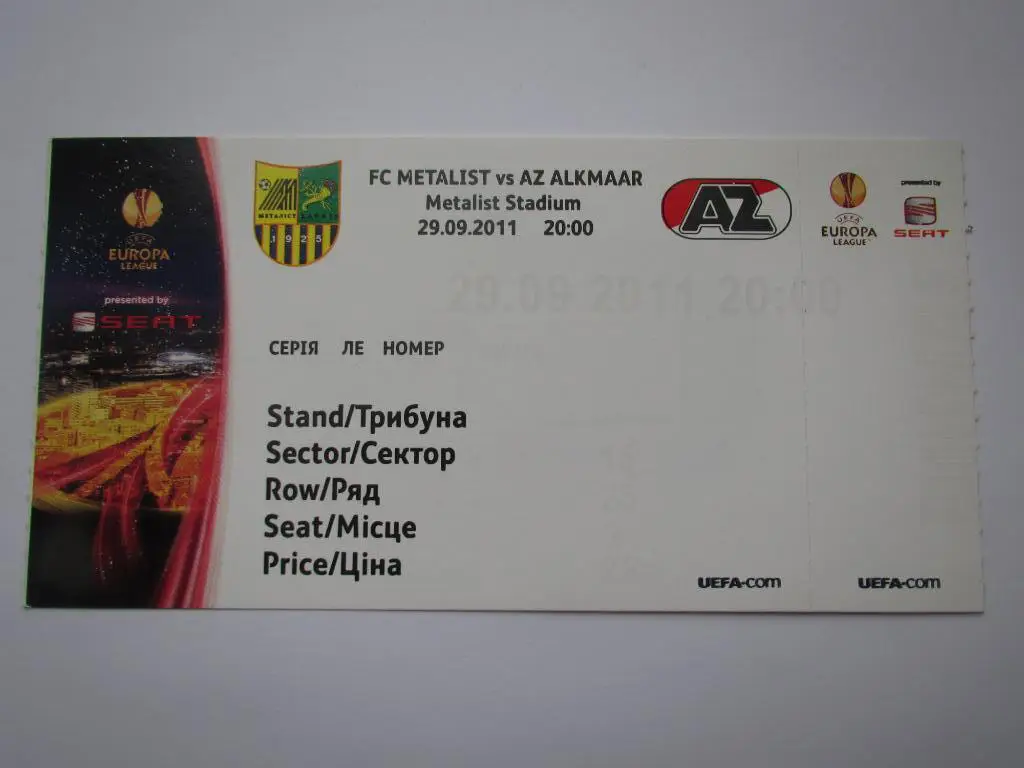 UEFA
EUROPA
LEAGUE
presented by
SEAT
МЕТАЛІСТ ХАРКІВ
1925
FC METALIST vs AZ ALKMAAR
Metalist Stadium
29.09.2011 20:00
AZ
UEFA
EUROPA
LEAGUE
presented by
SEAT
29.09.2011 20:00
СЕРІЯ ЛЕ НОМЕР
Stand/Трибуна
Sector/Сектор
Row/Ряд
Seat/Місце
Price/Ціна
UEFA.com
UEFA.com